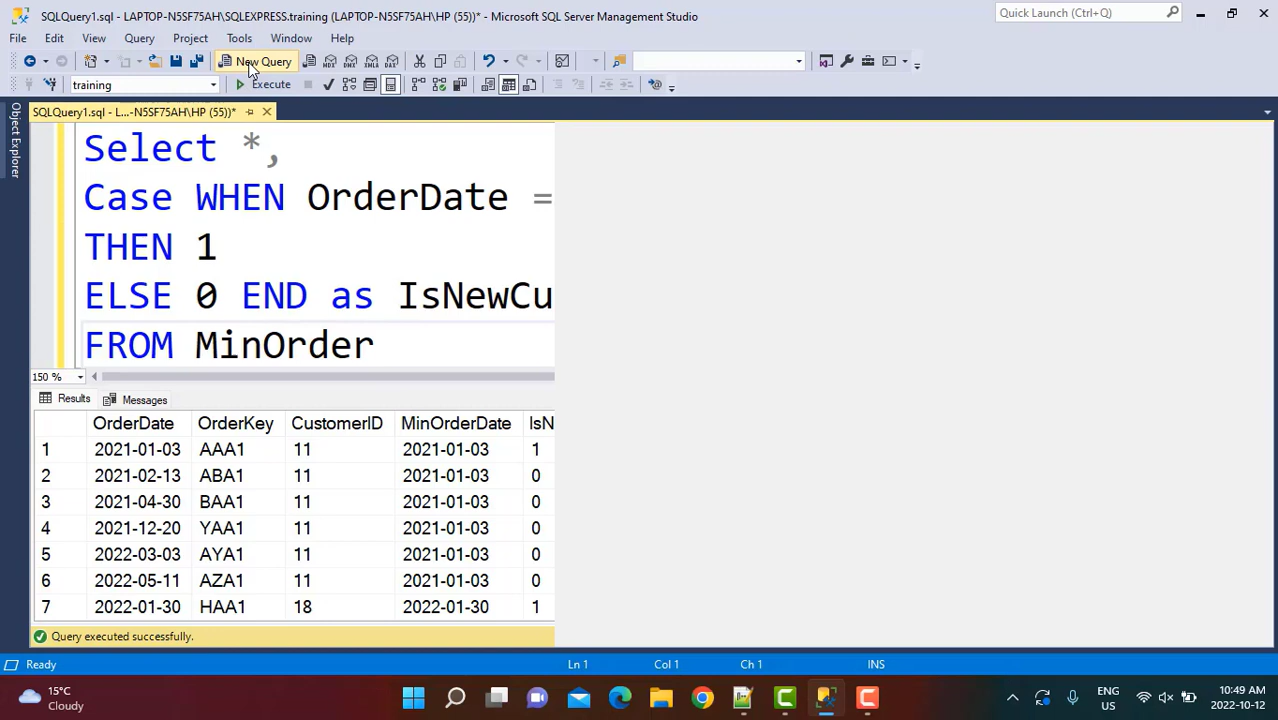 SQLQuery1.sql - LAPTOP-N5SF75AH\SQLEXPRESS.training (LAPTOP-N5SF75AH\HP (55))* - Microsoft SQL Server Management Studio
Quick Launch (Ctrl+Q)
File Edit View Query Project Tools Window Help
New Query
training
Execute
SQLQuery1.sql - L...-N5SF75AH\HP (55))*
Object Explorer
Select *,
Case WHEN OrderDate =
THEN 1
ELSE 0 END as IsNewCu
FROM MinOrder
150 %
Results Messages
OrderDate OrderKey CustomerID MinOrderDate IsN
1 2021-01-03 AAA1 11 2021-01-03 1
2 2021-02-13 ABA1 11 2021-01-03 0
3 2021-04-30 BAA1 11 2021-01-03 0
4 2021-12-20 YAA1 11 2021-01-03 0
5 2022-03-03 AYA1 11 2021-01-03 0
6 2022-05-11 AZA1 11 2021-01-03 0
7 2022-01-30 HAA1 18 2022-01-30 1
Query executed successfully.
Ready Ln 1 Col 1 Ch 1 INS
15°C
Cloudy
ENG
US
10:49 AM
2022-10-12